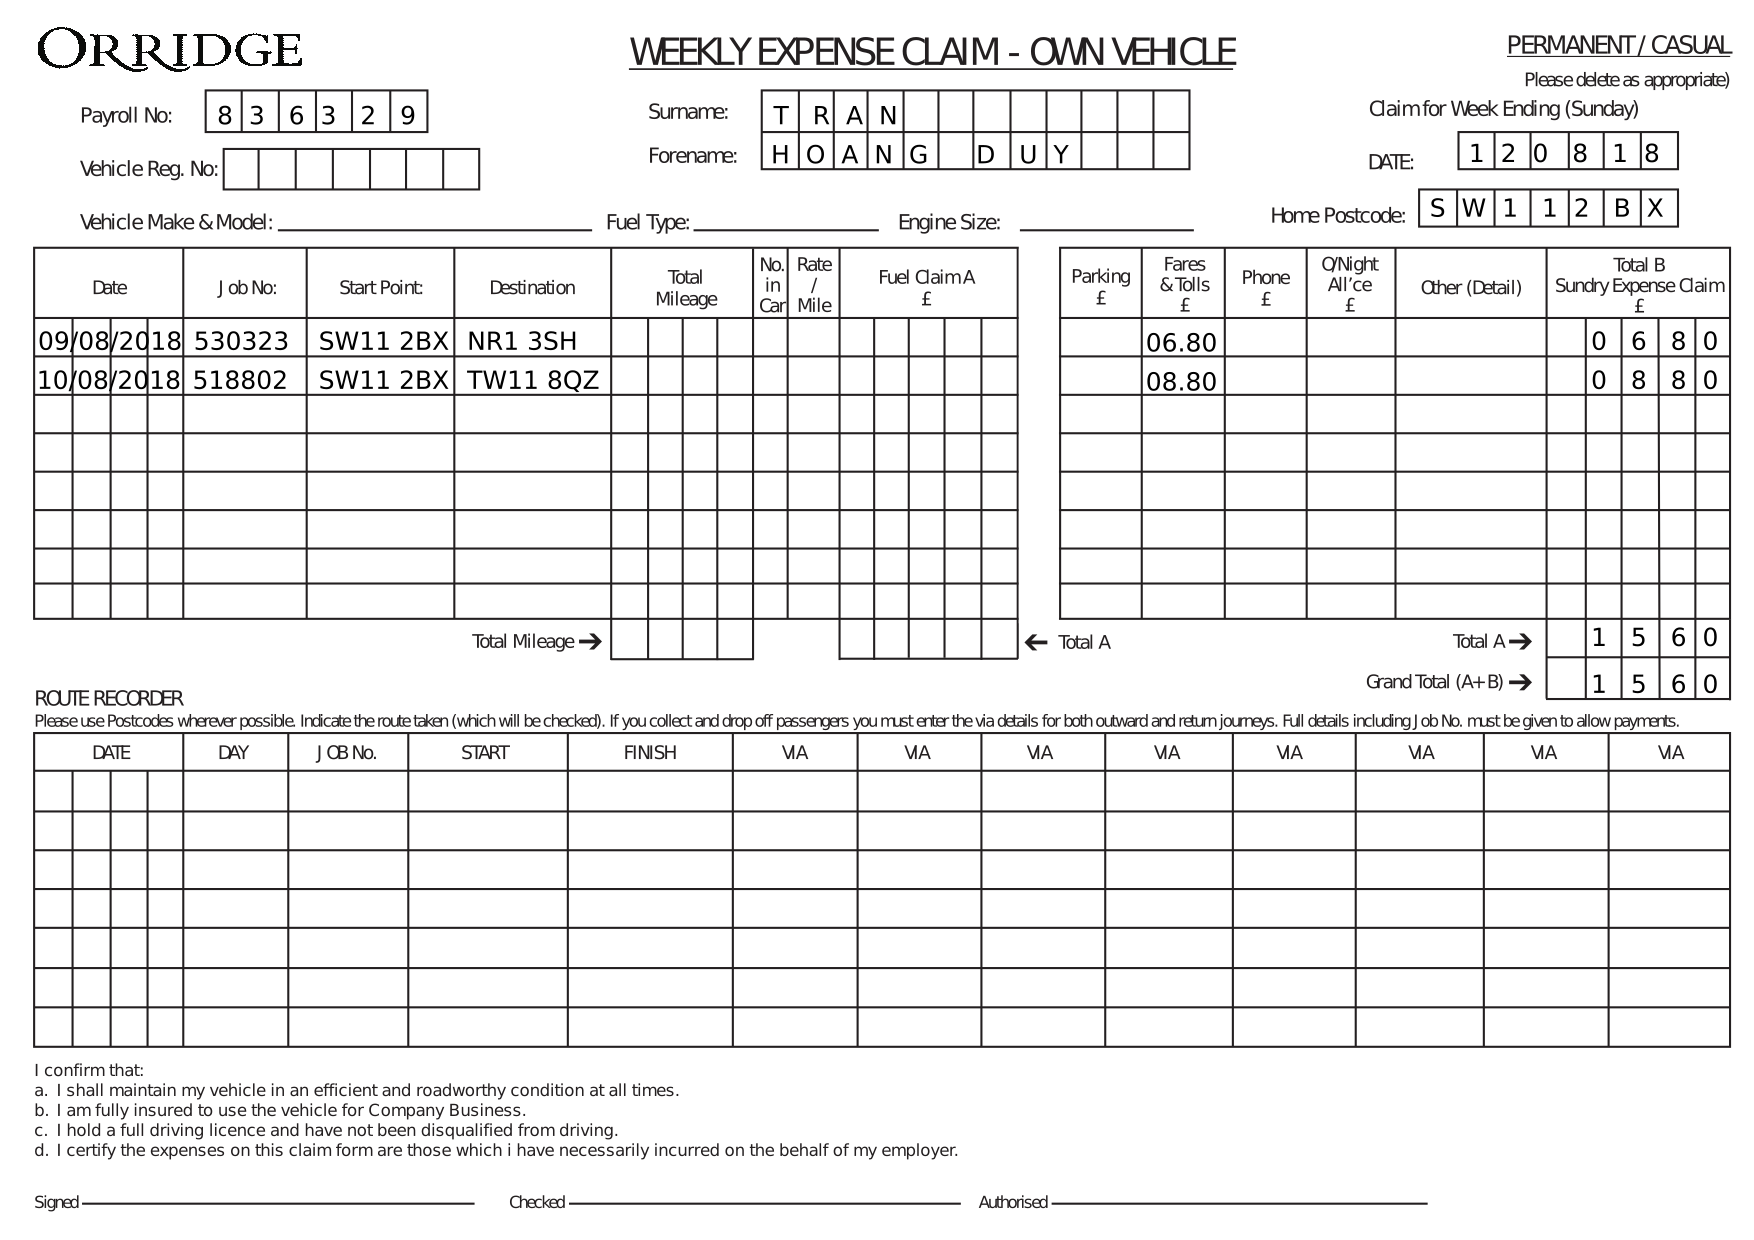 ORRIDGE
WEEKLY EXPENSE CLAIM - OWN VEHICLE
PERMANENT / CASUAL
Please delete as appropriate)
Payroll No: 8 3 6 3 2 9
Surname: T R A N
Claim for Week Ending (Sunday)
Vehicle Reg. No:
Forename: H O A N G D U Y
DATE: 1 2 0 8 1 8
Vehicle Make & Model: Fuel Type: Engine Size:
Home Postcode: S W 1 1 2 B X
Date Job No: Start Point: Destination Total Mileage No. in Car Rate / Mile Fuel Claim A £ Parking £ Fares & Tolls £ Phone £ O/Night All'ce £ Other (Detail) Total B Sundry Expense Claim £
09/08/2018 530323 SW11 2BX NR1 3SH 06.80 0 6 8 0
10/08/2018 518802 SW11 2BX TW11 8QZ 08.80 0 8 8 0
Total Mileage ➔ ← Total A Total A ➔ 1 5 6 0
Grand Total (A+B) ➔ 1 5 6 0
ROUTE RECORDER
Please use Postcodes wherever possible. Indicate the route taken (which will be checked). If you collect and drop off passengers you must enter the via details for both outward and return journeys. Full details including Job No. must be given to allow payments.
DATE DAY JOB No. START FINISH VIA VIA VIA VIA VIA VIA VIA VIA
I confirm that:
a. I shall maintain my vehicle in an efficient and roadworthy condition at all times.
b. I am fully insured to use the vehicle for Company Business.
c. I hold a full driving licence and have not been disqualified from driving.
d. I certify the expenses on this claim form are those which i have necessarily incurred on the behalf of my employer.
Signed Checked Authorised